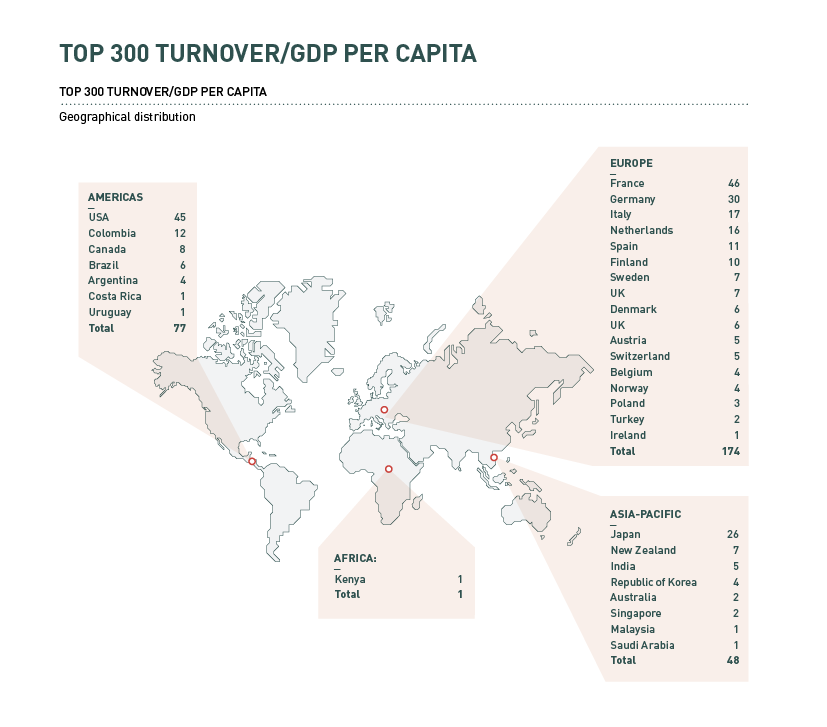 TOP 300 TURNOVER/GDP PER CAPITA
TOP 300 TURNOVER/GDP PER CAPITA
Geographical distribution
AMERICAS
USA 45
Colombia 12
Canada 8
Brazil 6
Argentina 4
Costa Rica 1
Uruguay 1
Total 77
EUROPE
France 46
Germany 30
Italy 17
Netherlands 16
Spain 11
Finland 10
Sweden 7
UK 7
Denmark 6
UK 6
Austria 5
Switzerland 5
Belgium 4
Norway 4
Poland 3
Turkey 2
Ireland 1
Total 174
AFRICA:
Kenya 1
Total 1
ASIA-PACIFIC
Japan 26
New Zealand 7
India 5
Republic of Korea 4
Australia 2
Singapore 2
Malaysia 1
Saudi Arabia 1
Total 48